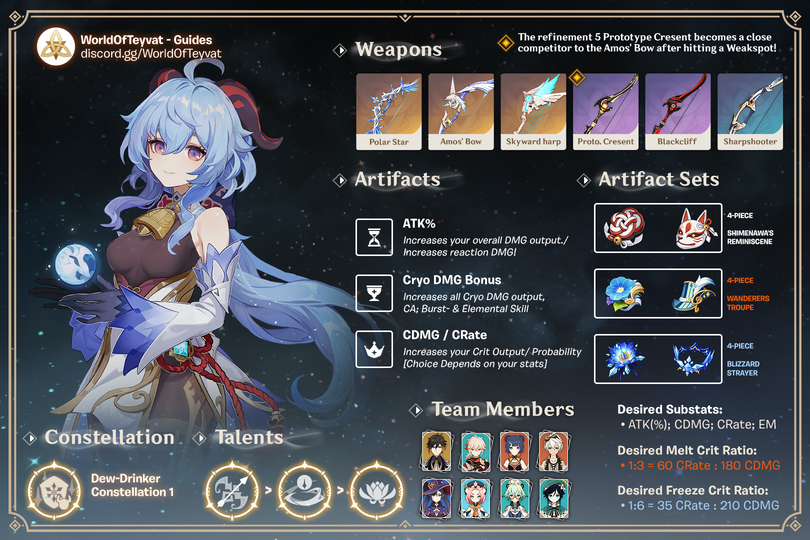 WorldOfTeyvat - Guides
discord.gg/WorldOfTeyvat
Weapons
The refinement 5 Prototype Cresent becomes a close
competitor to the Amos' Bow after hitting a Weakspot!
Polar Star
Amos' Bow
Skyward harp
Proto. Cresent
Blackcliff
Sharpshooter
Artifacts
ATK%
Increases your overall DMG output./
Increases reaction DMG!
Cryo DMG Bonus
Increases all Cryo DMG output,
CA; Burst- & Elemental Skill
CDMG / CRate
Increases your Crit Output/ Probability
[Choice Depends on your stats]
Artifact Sets
4-PIECE
SHIMENAWA'S
REMINISCENE
4-PIECE
WANDERERS
TROUPE
4-PIECE
BLIZZARD
STRAYER
Constellation
Dew-Drinker
Constellation 1
Talents
> >
Team Members
Desired Substats:
• ATK(%); CDMG; CRate; EM
Desired Melt Crit Ratio:
• 1:3 = 60 CRate : 180 CDMG
Desired Freeze Crit Ratio:
• 1:6 = 35 CRate : 210 CDMG